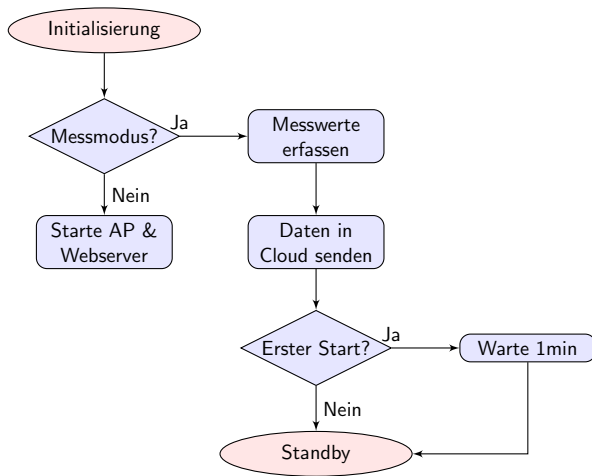 Initialisierung
Messmodus?
Ja
Messwerte
erfassen
Nein
Starte AP &
Webserver
Daten in
Cloud senden
Erster Start?
Ja
Warte 1min
Nein
Standby